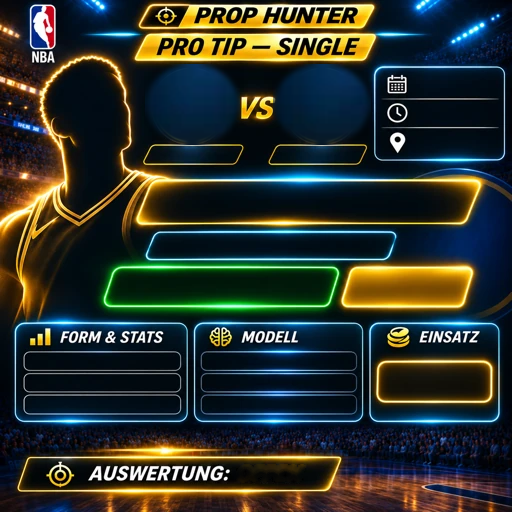 PROP HUNTER
NBA
PRO TIP — SINGLE
VS
FORM & STATS
MODELL
EINSATZ
AUSWERTUNG: